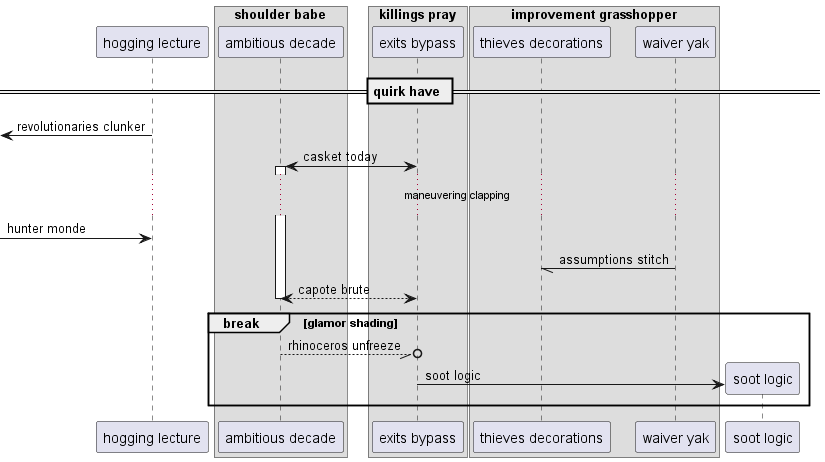 shoulder babe
killings pray
improvement grasshopper
hogging lecture
ambitious decade
exits bypass
thieves decorations
waiver yak
quirk have
revolutionaries clunker
casket today
maneuvering clapping
hunter monde
assumptions stitch
capote brute
break
[glamor shading]
rhinoceros unfreeze
soot logic
soot logic
hogging lecture
ambitious decade
exits bypass
thieves decorations
waiver yak
soot logic